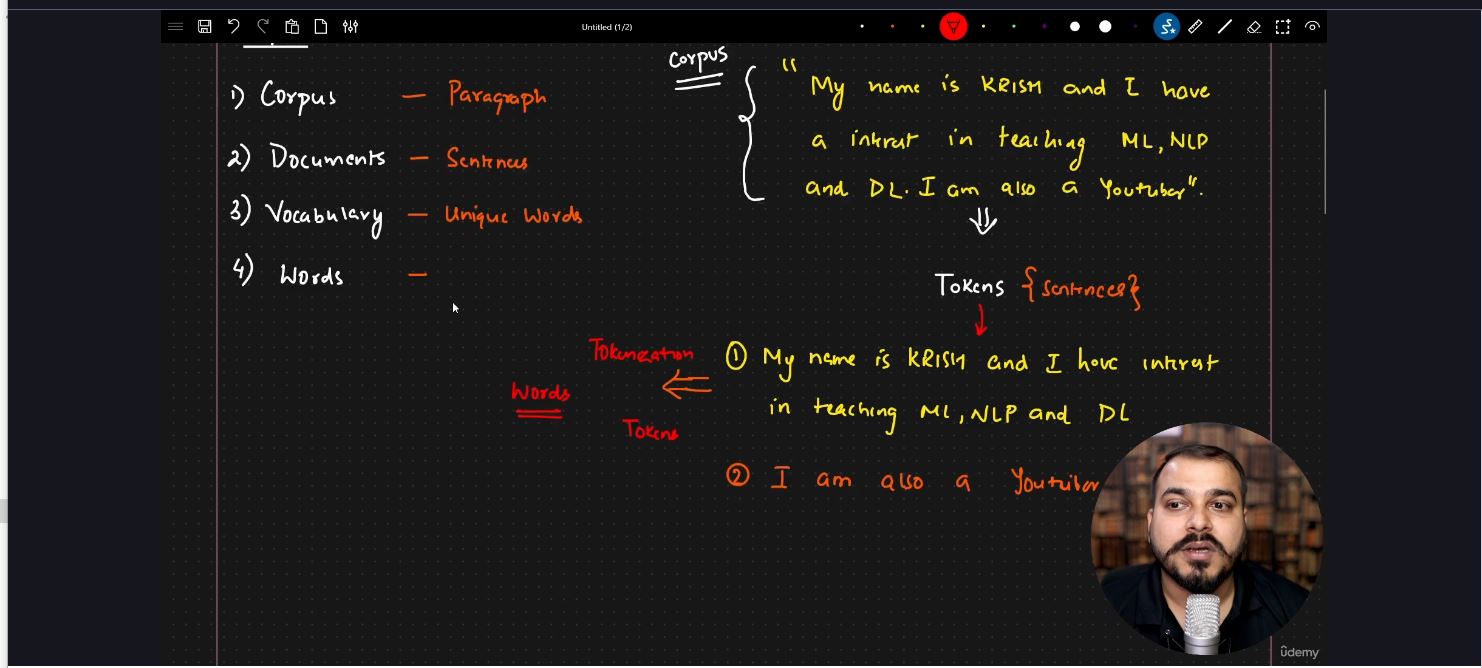 Untitled (1/2)
1) Corpus — Paragraph
2) Documents — Sentences
3) Vocabulary — Unique Words
4) Words —
Corpus
" My name is KRISH and I have
a intrest in teaching ML, NLP
and DL. I am also a Youtuber".
Tokens {Sentences}
① My name is KRISH and I have intrest
in teaching ML, NLP and DL
② I am also a Youtuber
Tokenization
Words
Tokens
ûdemy